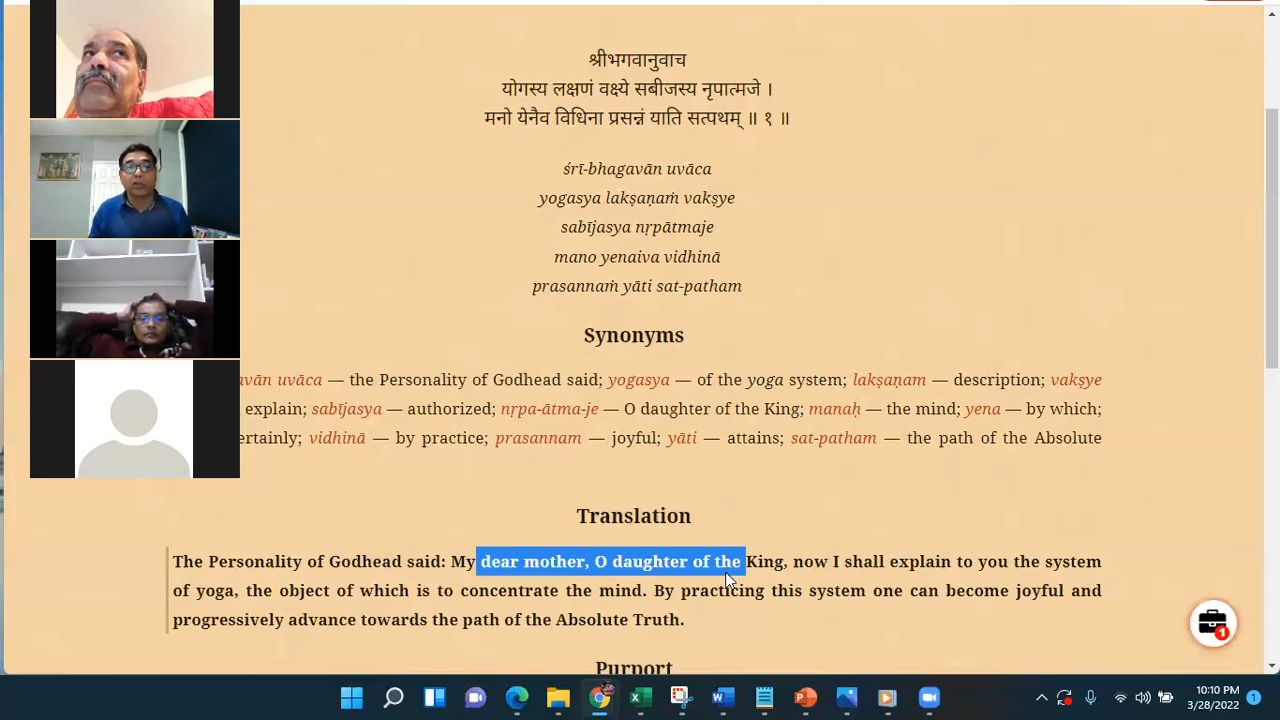 श्रीभगवानुवाच
योगस्य लक्षणं वक्ष्ये सबीजस्य नृपात्मजे ।
मनो येनैव विधिना प्रसन्नं याति सत्पथम् ॥ १ ॥
śrī-bhagavān uvāca
yogasya lakṣaṇaṁ vakṣye
sabījasya nṛpātmaje
mano yenaiva vidhinā
prasannaṁ yāti sat-patham
Synonyms
avān uvāca — the Personality of Godhead said; yogasya — of the yoga system; lakṣaṇam — description; vakṣye
explain; sabījasya — authorized; nṛpa-ātma-je — O daughter of the King; manaḥ — the mind; yena — by which;
ertainly; vidhinā — by practice; prasannam — joyful; yāti — attains; sat-patham — the path of the Absolute
Translation
The Personality of Godhead said: My dear mother, O daughter of the King, now I shall explain to you the system
of yoga, the object of which is to concentrate the mind. By practicing this system one can become joyful and
progressively advance towards the path of the Absolute Truth.
Purport
1
10:10 PM
3/28/2022
1